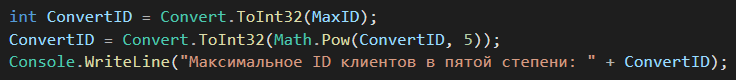 int ConvertID = Convert.ToInt32(MaxID);
ConvertID = Convert.ToInt32(Math.Pow(ConvertID, 5));
Console.WriteLine("Максимальное ID клиентов в пятой степени: " + ConvertID);